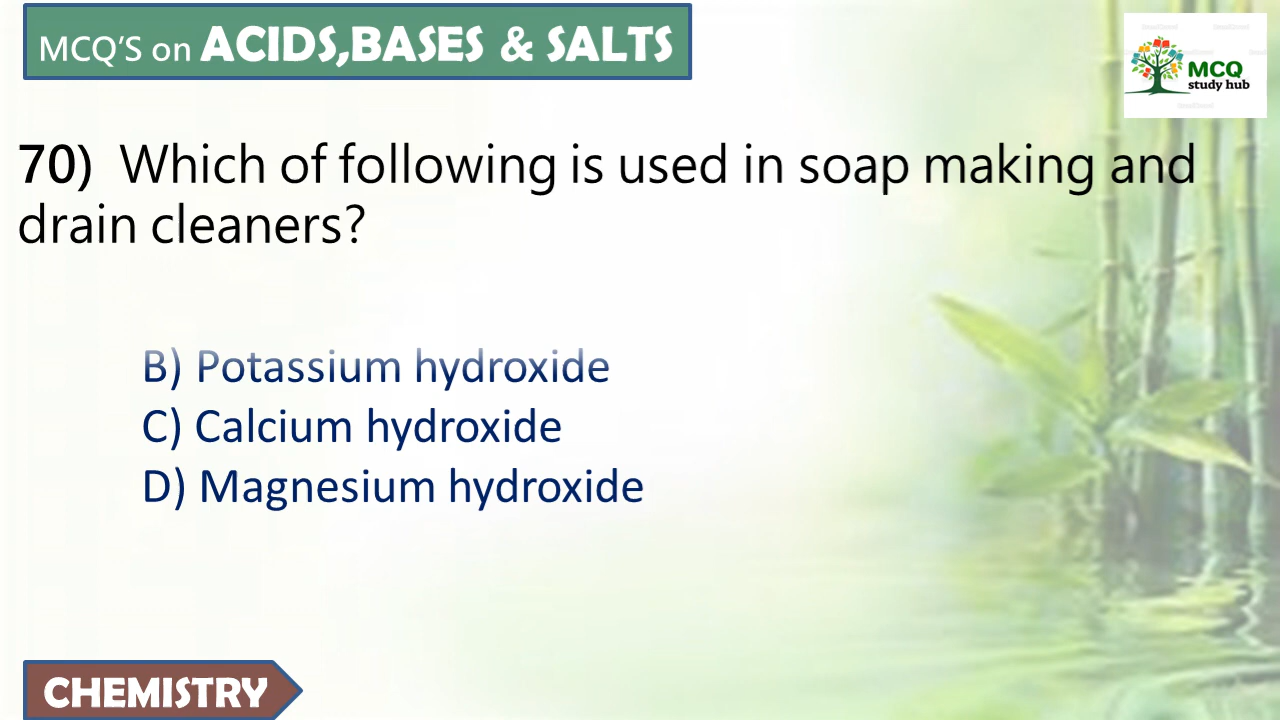 MCQ'S on ACIDS,BASES & SALTS
MCQ
study hub
70) Which of following is used in soap making and
drain cleaners?
B) Potassium hydroxide
C) Calcium hydroxide
D) Magnesium hydroxide
CHEMISTRY